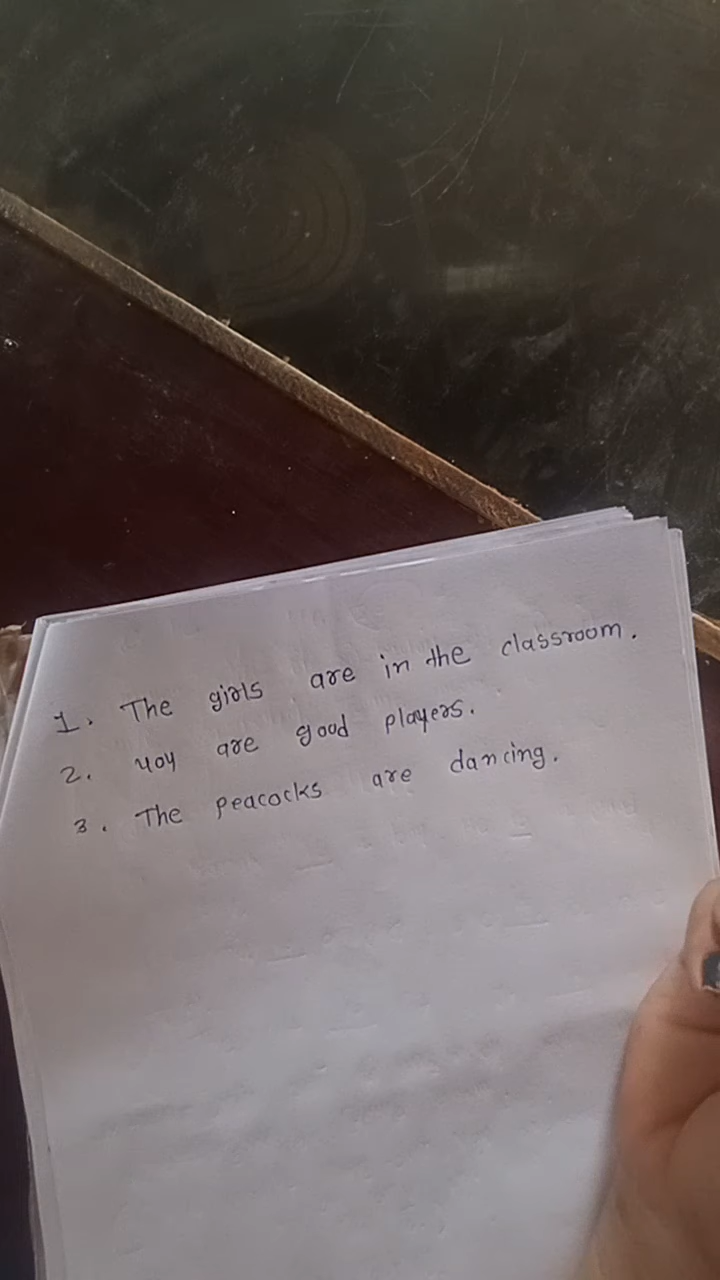 1. The girls are in the classroom.
2. you are good players.
3. The peacocks are dancing.